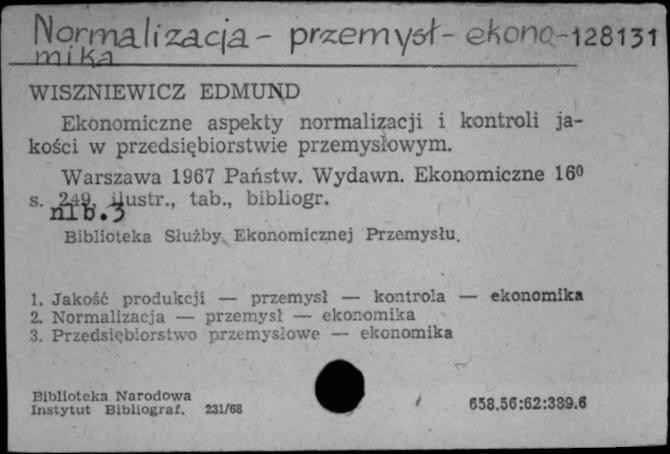 Normalizacja - przemysł - ekono- 128131
mika
WISZNIEWICZ EDMUND
Ekonomiczne aspekty normalizacji i kontroli ja-
kości w przedsiębiorstwie przemysłowym.
Warszawa 1967 Państw. Wydawn. Ekonomiczne 16⁰
s. 249, ilustr., tab., bibliogr.
nlb.3
Biblioteka Służby Ekonomicznej Przemysłu.
1. Jakość produkcji — przemysł — kontrola — ekonomika
2. Normalizacja — przemysł — ekonomika
3. Przedsiębiorstwo przemysłowe — ekonomika
Biblioteka Narodowa
Instytut Bibliograf. 231/68 658.56:62:389.6